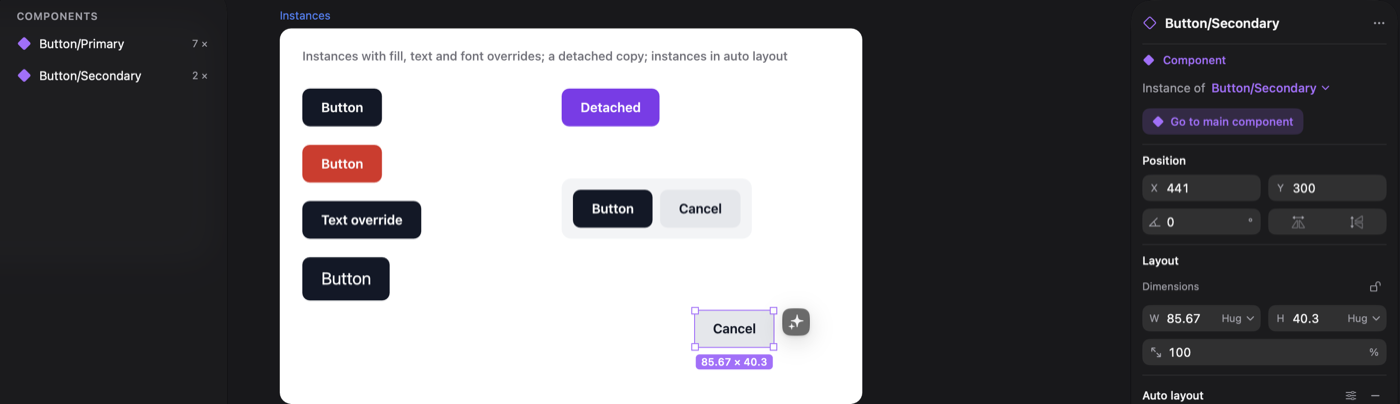 COMPONENTS
Button/Primary 7 ×
Button/Secondary 2 ×
Instances
Instances with fill, text and font overrides; a detached copy; instances in auto layout
Button
Detached
Button
Text override
Button Cancel
Button
Cancel
85.67 × 40.3
Button/Secondary
Component
Instance of Button/Secondary
Go to main component
Position
X 441 Y 300
0 °
Layout
Dimensions
W 85.67 Hug H 40.3 Hug
100 %
Auto layout